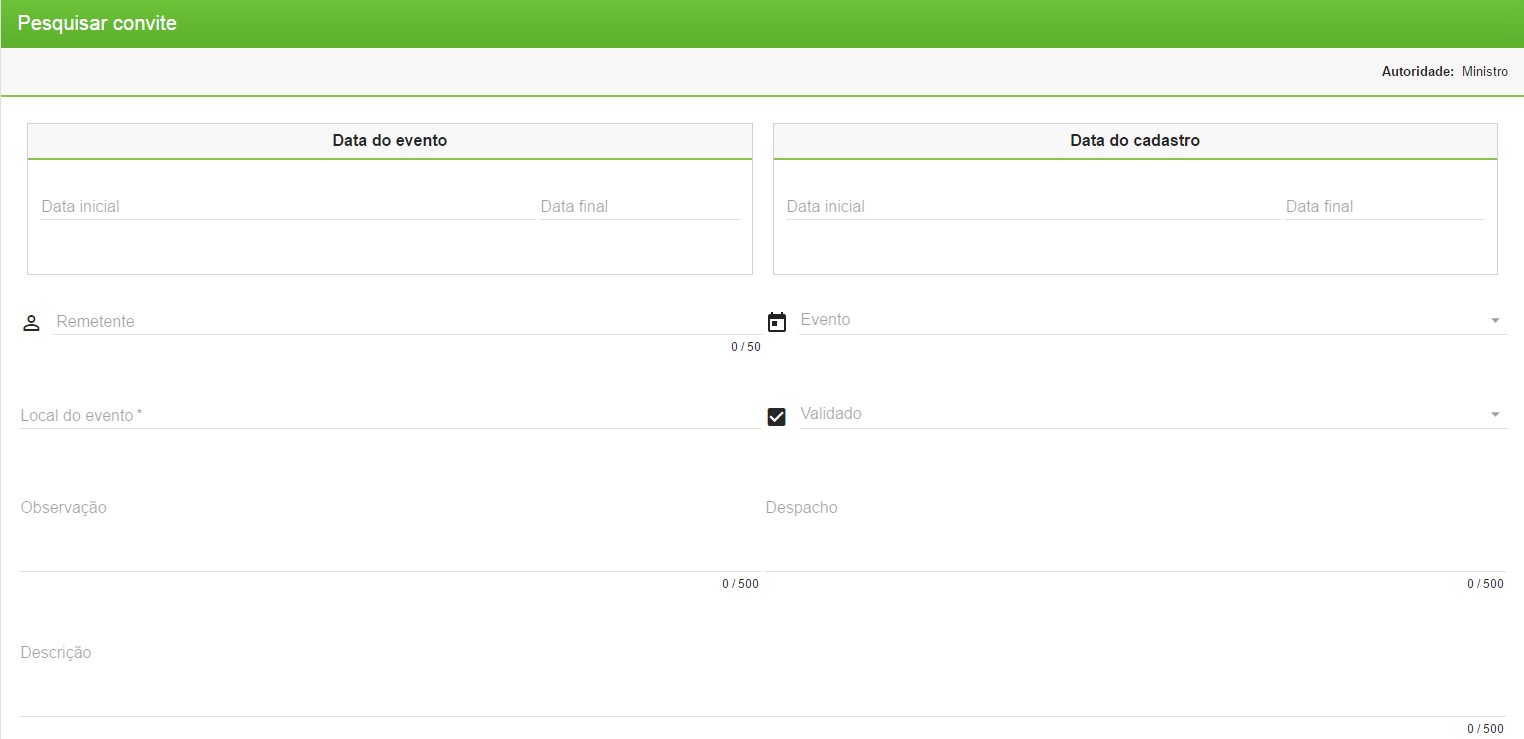 Pesquisar convite
Autoridade: Ministro
Data do evento
Data inicial Data final
Data do cadastro
Data inicial Data final
Remetente
0 / 50
Evento
Local do evento *
Validado
Observação
0 / 500
Despacho
0 / 500
Descrição
0 / 500